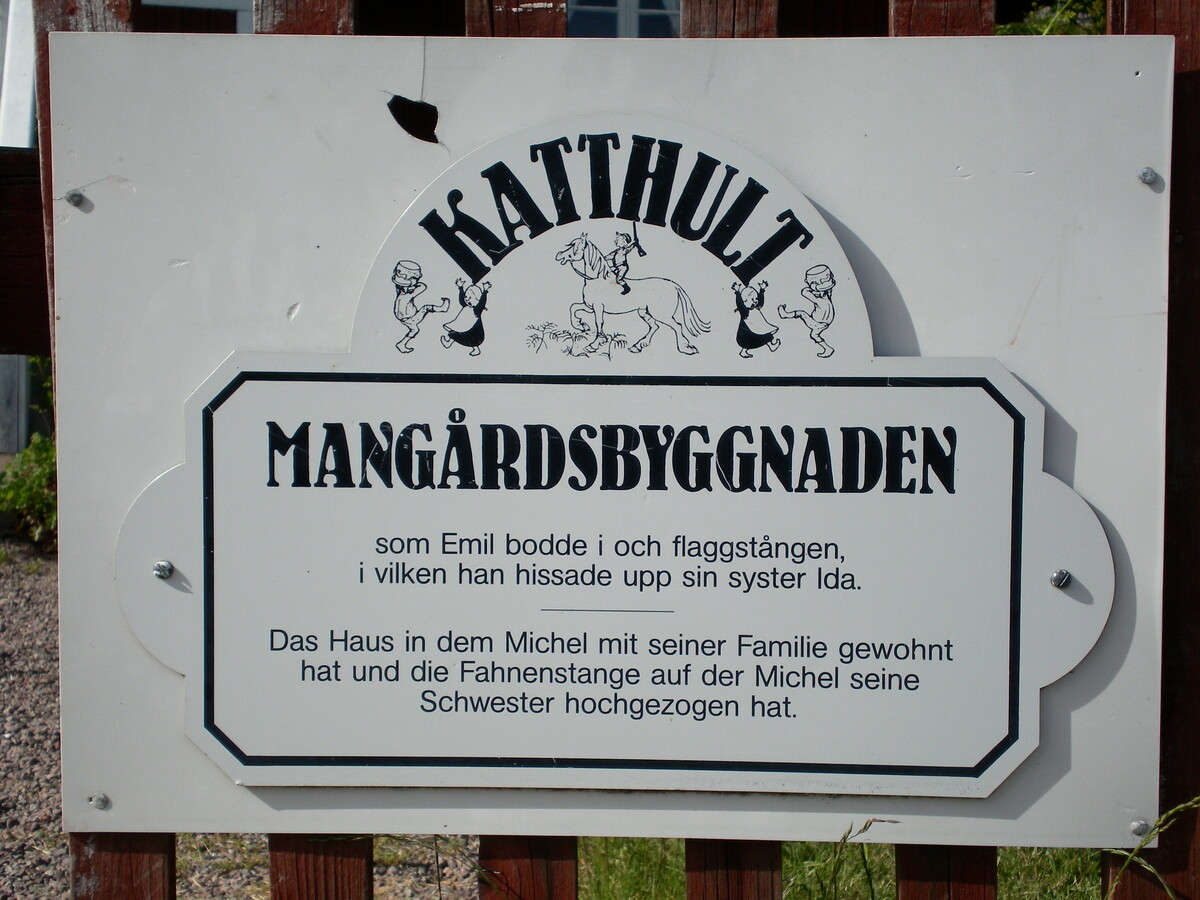 KATTHULT
MANGÅRDSBYGGNADEN
som Emil bodde i och flaggstången,
i vilken han hissade upp sin syster Ida.
Das Haus in dem Michel mit seiner Familie gewohnt
hat und die Fahnenstange auf der Michel seine
Schwester hochgezogen hat.